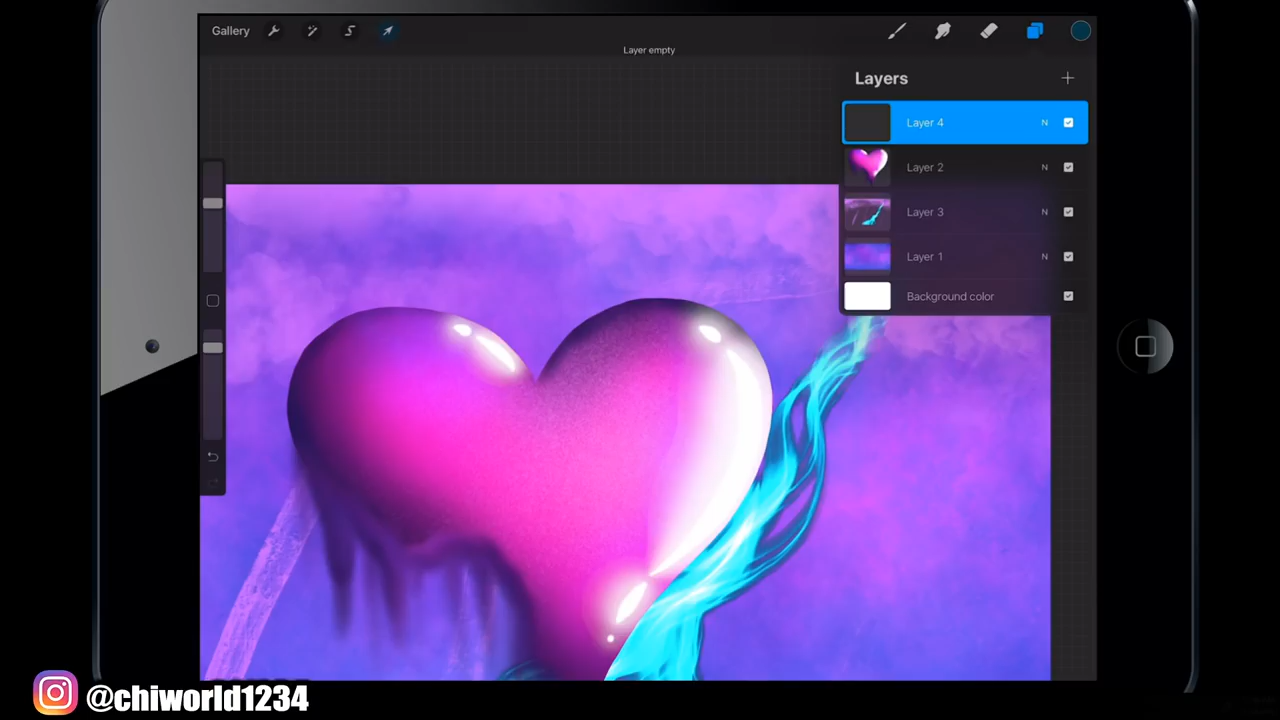 Gallery
Layer empty
Layers
Layer 4 N
Layer 2 N
Layer 3 N
Layer 1 N
Background color
@chiworld1234